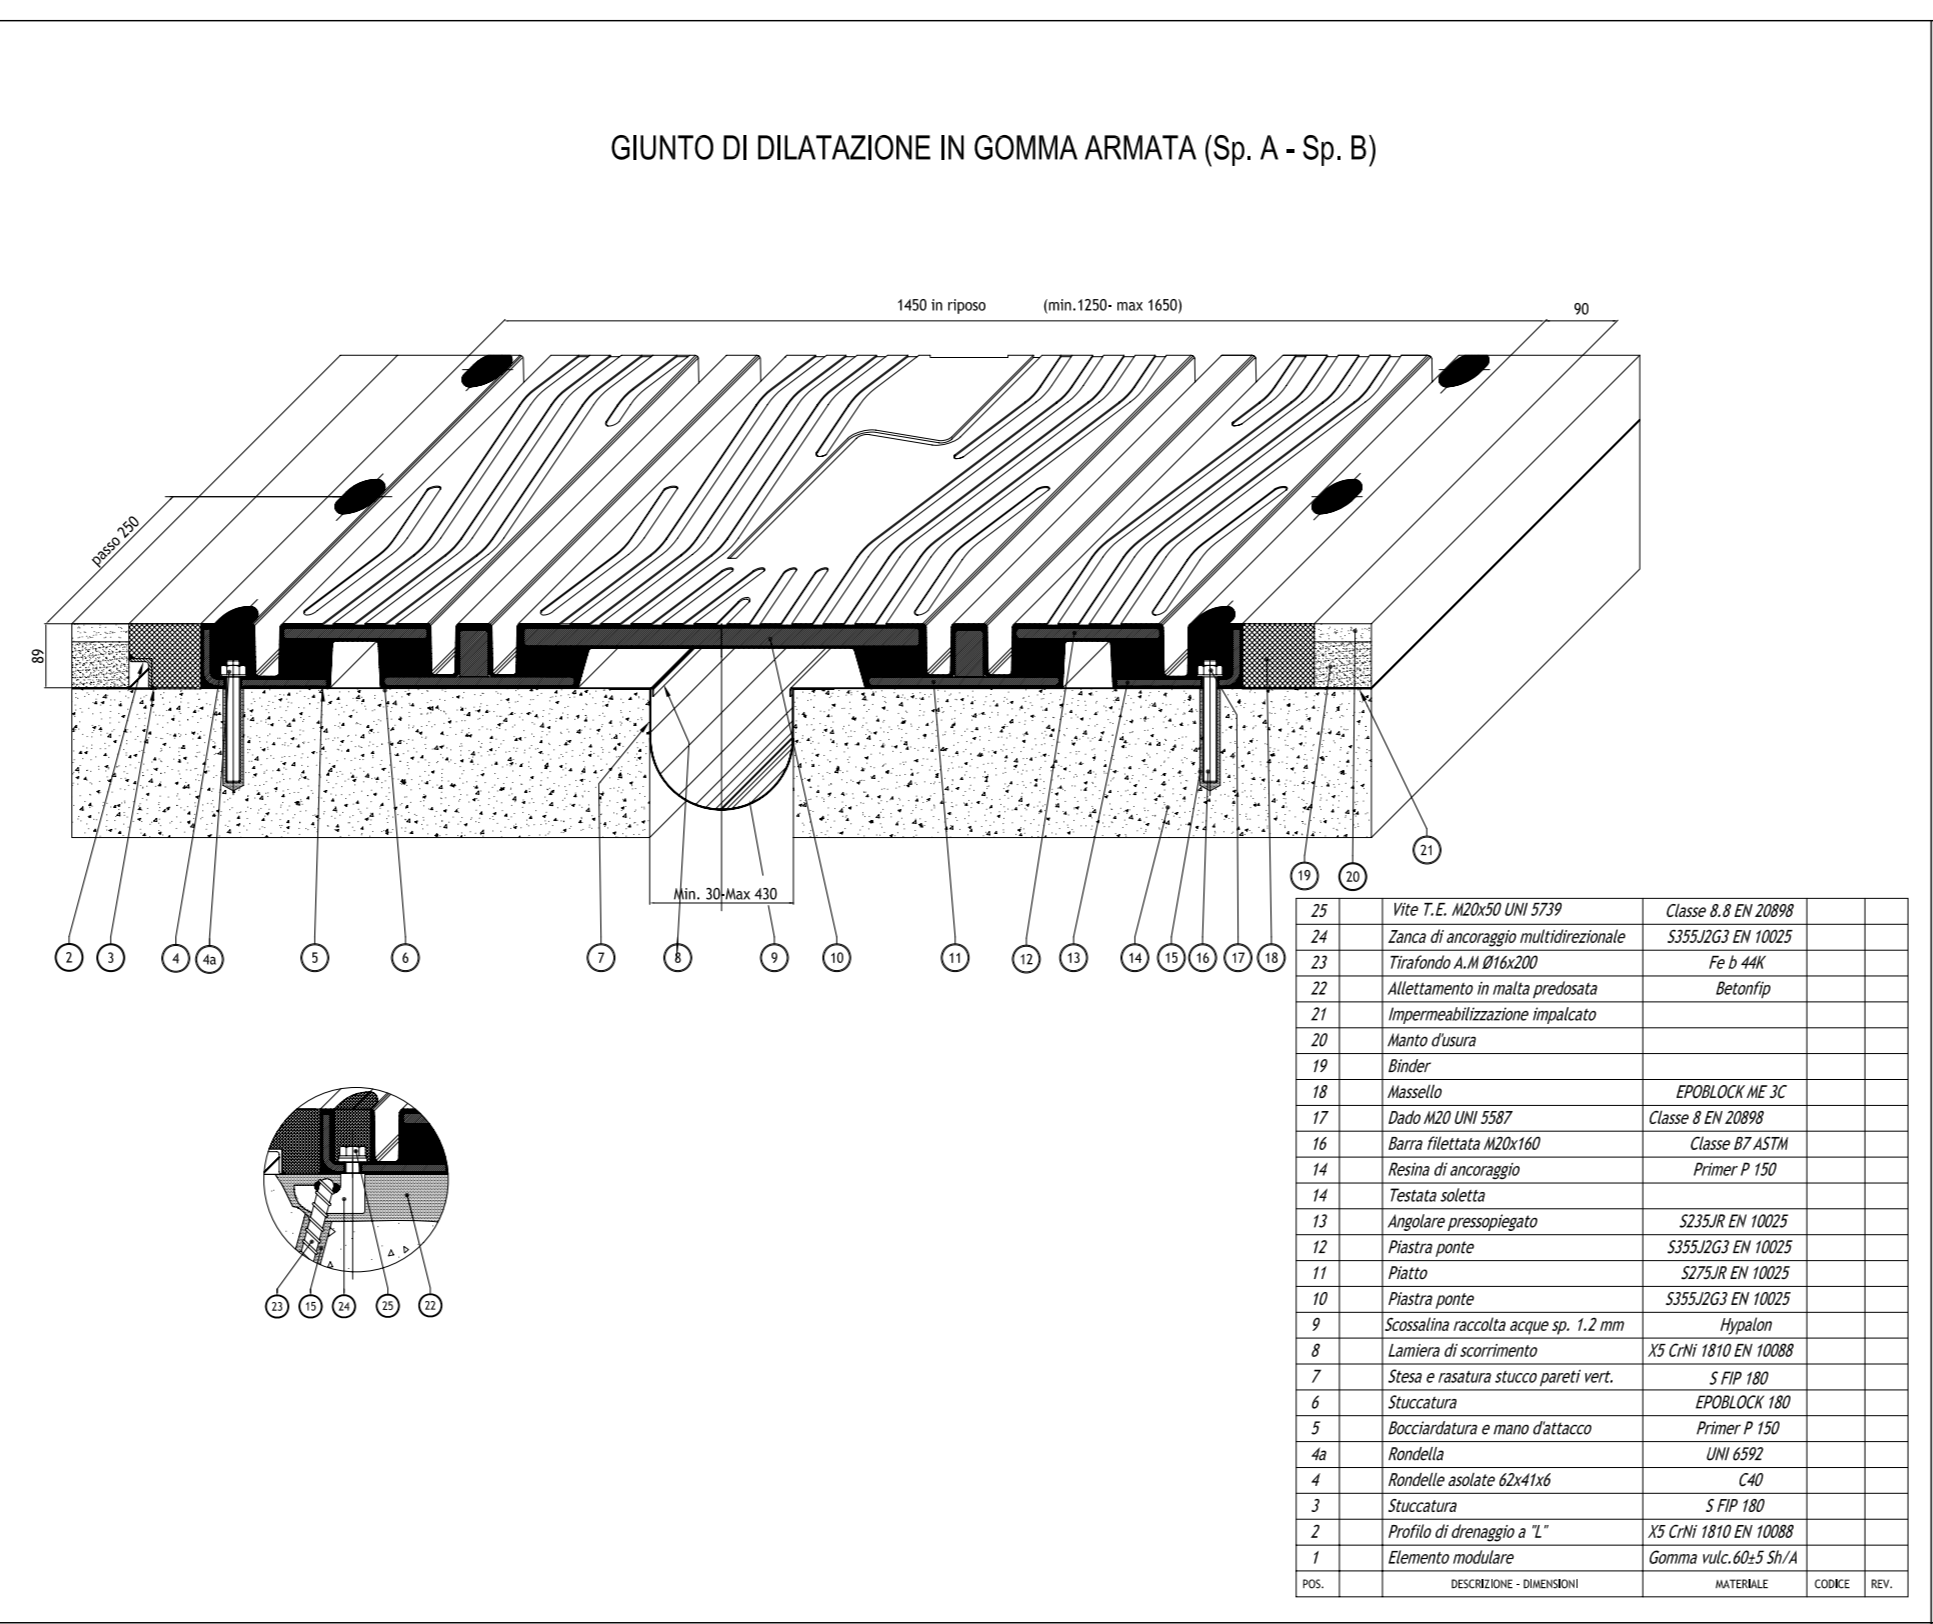 GIUNTO DI DILATAZIONE IN GOMMA ARMATA (Sp. A - Sp. B)
1450 in riposo (min.1250- max 1650)
90
passo 250
89
Min. 30-Max 430
21
19 20
2 3 4 4a 5 6 7 8 9 10 11 12 13 14 15 16 17 18
23 15 24 25 22
25 Vite T.E. M20x50 UNI 5739 Classe 8.8 EN 20898
24 Zanca di ancoraggio multidirezionale S355J2G3 EN 10025
23 Tirafondo A.M Ø16x200 Fe b 44K
22 Allettamento in malta predosata Betonfip
21 Impermeabilizzazione impalcato
20 Manto d'usura
19 Binder
18 Massello EPOBLOCK ME 3C
17 Dado M20 UNI 5587 Classe 8 EN 20898
16 Barra filettata M20x160 Classe B7 ASTM
14 Resina di ancoraggio Primer P 150
14 Testata soletta
13 Angolare pressopiegato S235JR EN 10025
12 Piastra ponte S355J2G3 EN 10025
11 Piatto S275JR EN 10025
10 Piastra ponte S355J2G3 EN 10025
9 Scossalina raccolta acque sp. 1.2 mm Hypalon
8 Lamiera di scorrimento X5 CrNi 1810 EN 10088
7 Stesa e rasatura stucco pareti vert. S FIP 180
6 Stuccatura EPOBLOCK 180
5 Bocciardatura e mano d'attacco Primer P 150
4a Rondella UNI 6592
4 Rondelle asolate 62x41x6 C40
3 Stuccatura S FIP 180
2 Profilo di drenaggio a "L" X5 CrNi 1810 EN 10088
1 Elemento modulare Gomma vulc.60±5 Sh/A
POS. DESCRIZIONE - DIMENSIONI MATERIALE CODICE REV.